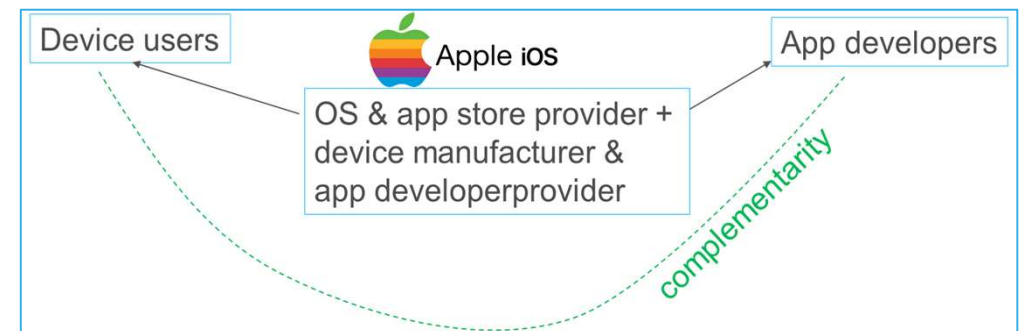 Device users
Apple iOS
App developers
OS & app store provider +
device manufacturer &
app developerprovider
complementarity